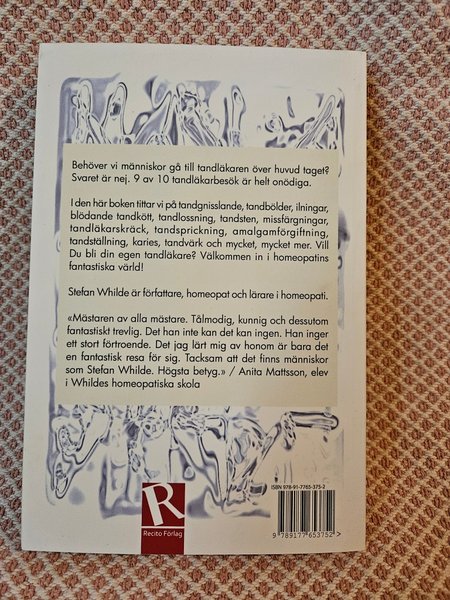 Behöver vi människor gå till tandläkaren över huvud taget?
Svaret är nej. 9 av 10 tandläkarbesök är helt onödiga.
I den här boken tittar vi på tandgnisslande, tandbölder, ilningar,
blödande tandkött, tandlossning, tandsten, missfärgningar,
tandläkarskräck, tandsprickning, amalgamförgiftning,
tandställning, karies, tandvärk och mycket, mycket mer. Vill
Du bli din egen tandläkare? Välkommen in i homeopatins
fantastiska värld!
Stefan Whilde är författare, homeopat och lärare i homeopati.
«Mästaren av alla mästare. Tålmodig, kunnig och dessutom
fantastiskt trevlig. Det han inte kan det kan ingen. Han inger
ett stort förtroende. Det jag lärt mig av honom är bara det
en fantastisk resa för sig. Tacksam att det finns människor
som Stefan Whilde. Högsta betyg.» / Anita Mattsson, elev
i Whildes homeopatiska skola
R
Recito Förlag
ISBN 978-91-7765-375-2
9 789177 653752 >